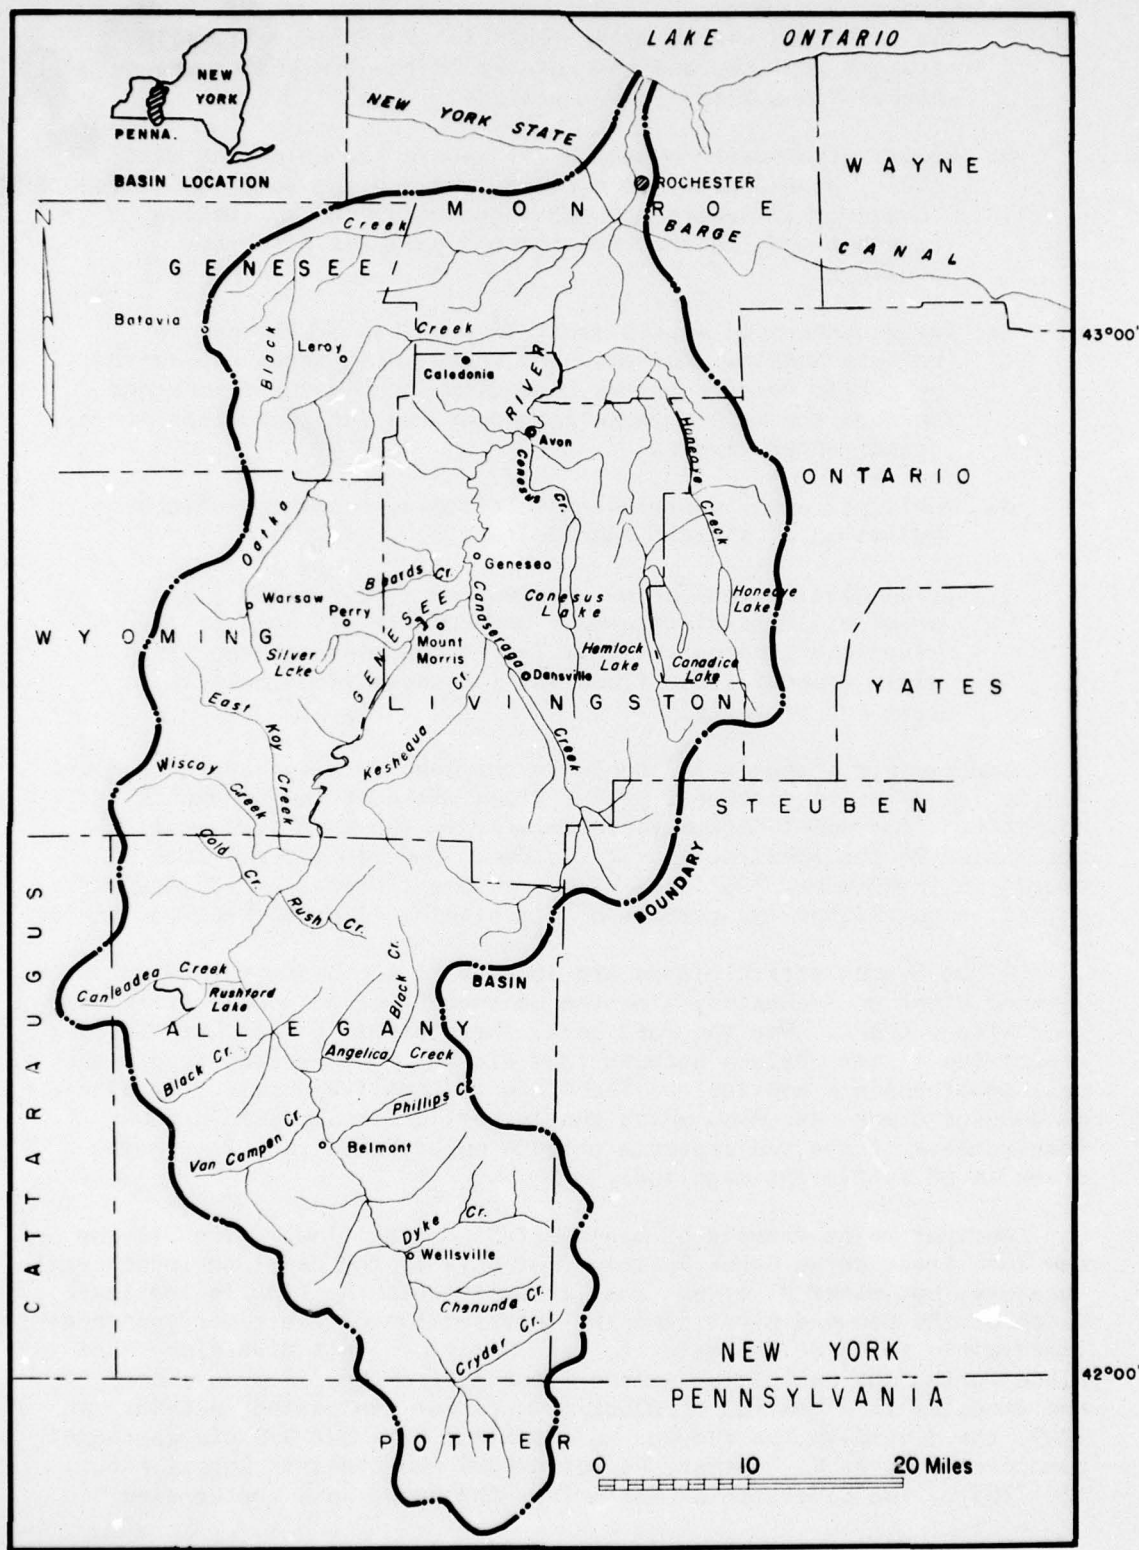 LAKE ONTARIO
NEW
YORK
PENNA.
BASIN LOCATION
NEW YORK STATE
BARGE
CANAL
WAYNE
ROCHESTER
MONROE
N
Creek
GENESEE
Batavia
Black
Leroy
Creek
Caledonia
43°00'
RIVER
Avon
Honeoye
Creek
Conesus
Cr.
ONTARIO
Oatka
Geneseo
Beards Cr.
Warsaw
Perry
GENESEE
Canaseraga
Conesus
Lake
Honeoye
Lake
WYOMING
Mount
Morris
Silver
Lake
Hemlock
Lake
Canadice
Lake
Dansville
YATES
LIVINGSTON
East
Koy
Creek
Keshequa
Cr.
Creek
Wiscoy
Creek
STEUBEN
Cold
Cr.
BOUNDARY
Rush Cr.
CATTARAUGUS
Black Cr.
BASIN
Canleadea Creek
Rushford
Lake
ALLEGANY
Angelica Creek
Black Cr.
Phillips C
Van Campen Cr.
Belmont
Dyke Cr.
Wellsville
Chenunda Cr.
Cryder Cr.
NEW YORK
PENNSYLVANIA
42°00'
POTTER
0 10 20 Miles